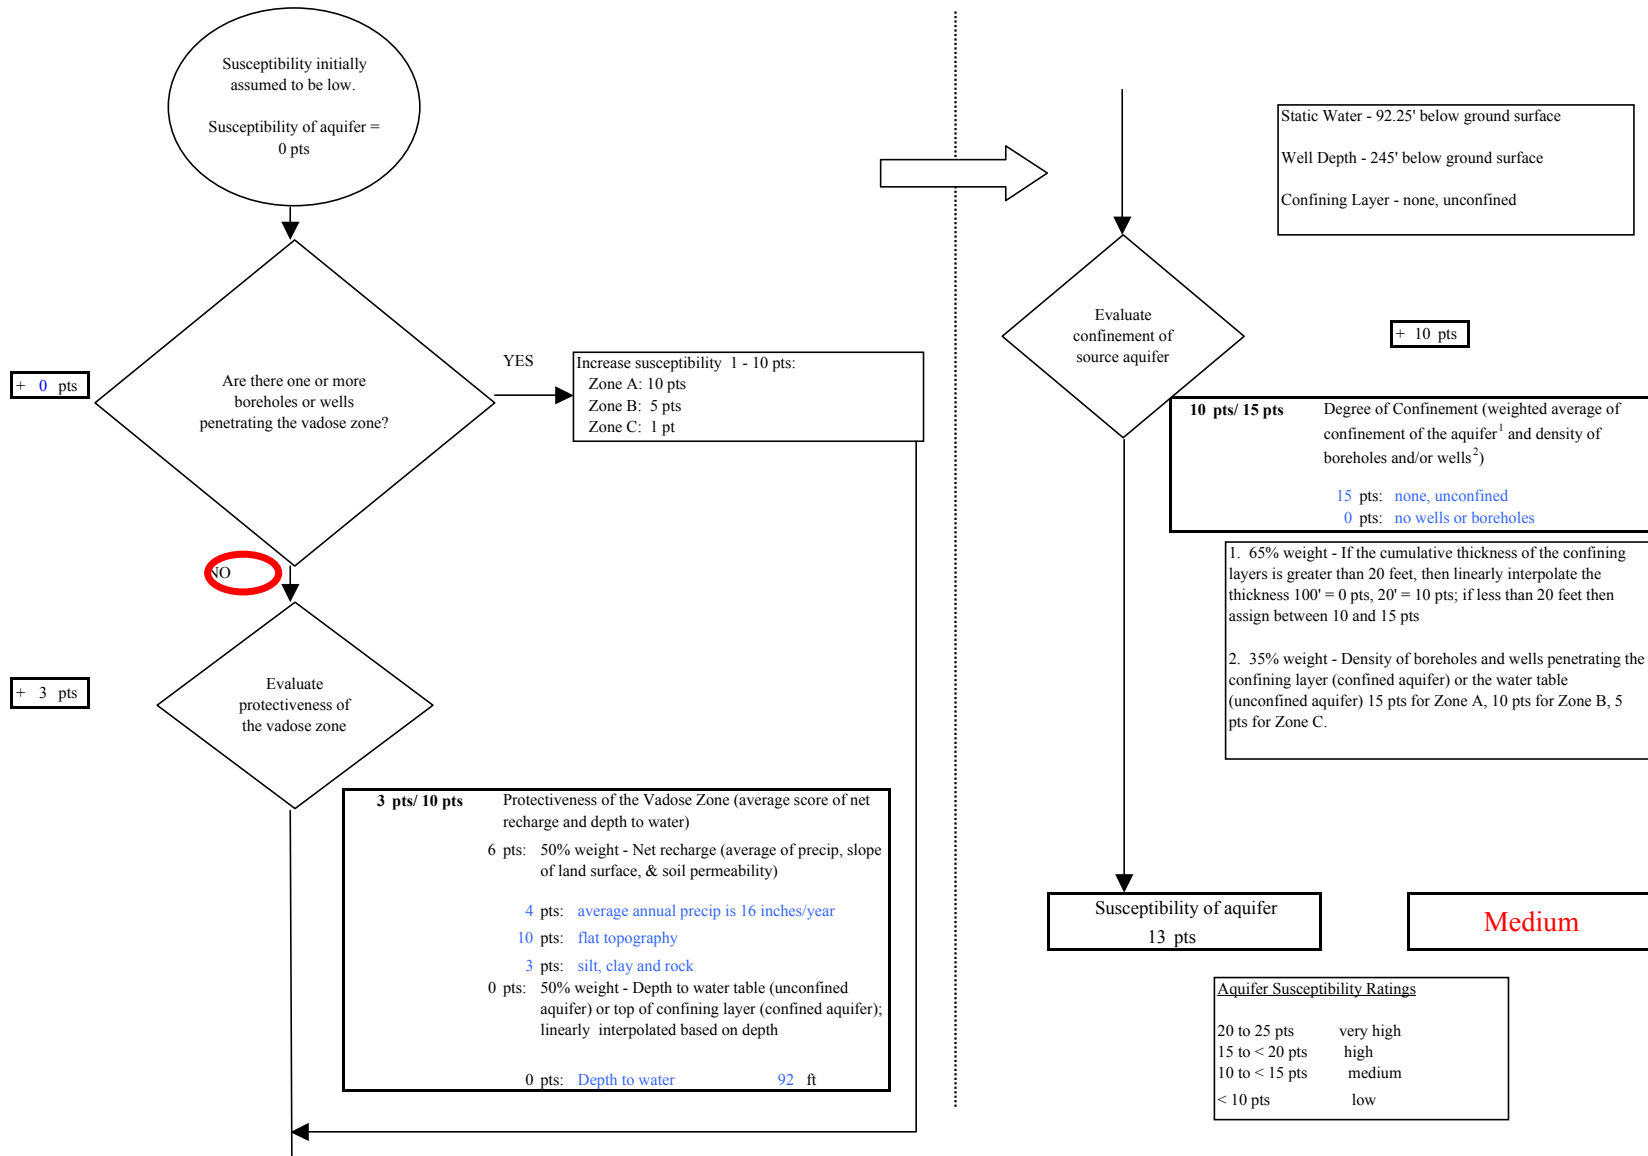 Susceptibility initially
assumed to be low.
Susceptibility of aquifer =
0 pts
+ 0 pts
Are there one or more
boreholes or wells
penetrating the vadose zone?
YES
Increase susceptibility 1 - 10 pts:
Zone A: 10 pts
Zone B: 5 pts
Zone C: 1 pt
NO
+ 3 pts
Evaluate
protectiveness of
the vadose zone
3 pts/ 10 pts Protectiveness of the Vadose Zone (average score of net
recharge and depth to water)
6 pts: 50% weight - Net recharge (average of precip, slope
of land surface, & soil permeability)
4 pts: average annual precip is 16 inches/year
10 pts: flat topography
3 pts: silt, clay and rock
0 pts: 50% weight - Depth to water table (unconfined
aquifer) or top of confining layer (confined aquifer);
linearly interpolated based on depth
0 pts: Depth to water 92 ft
Static Water - 92.25' below ground surface
Well Depth - 245' below ground surface
Confining Layer - none, unconfined
Evaluate
confinement of
source aquifer
+ 10 pts
10 pts/ 15 pts Degree of Confinement (weighted average of
confinement of the aquifer1 and density of
boreholes and/or wells2)
15 pts: none, unconfined
0 pts: no wells or boreholes
1. 65% weight - If the cumulative thickness of the confining
layers is greater than 20 feet, then linearly interpolate the
thickness 100' = 0 pts, 20' = 10 pts; if less than 20 feet then
assign between 10 and 15 pts
2. 35% weight - Density of boreholes and wells penetrating the
confining layer (confined aquifer) or the water table
(unconfined aquifer) 15 pts for Zone A, 10 pts for Zone B, 5
pts for Zone C.
Susceptibility of aquifer
13 pts
Medium
Aquifer Susceptibility Ratings
20 to 25 pts very high
15 to < 20 pts high
10 to < 15 pts medium
< 10 pts low